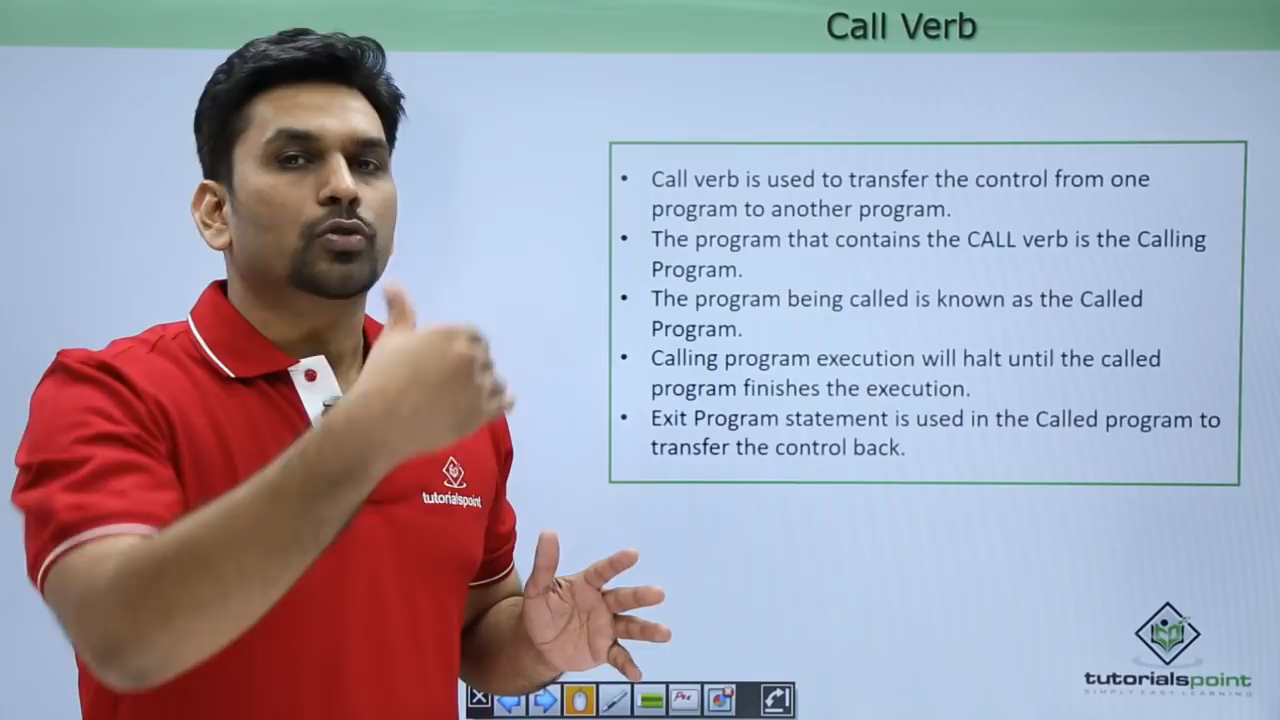 Call Verb
• Call verb is used to transfer the control from one
program to another program.
• The program that contains the CALL verb is the Calling
Program.
• The program being called is known as the Called
Program.
• Calling program execution will halt until the called
program finishes the execution.
• Exit Program statement is used in the Called program to
transfer the control back.
tutorialspoint
tutorialspoint
SIMPLY EASY LEARNING